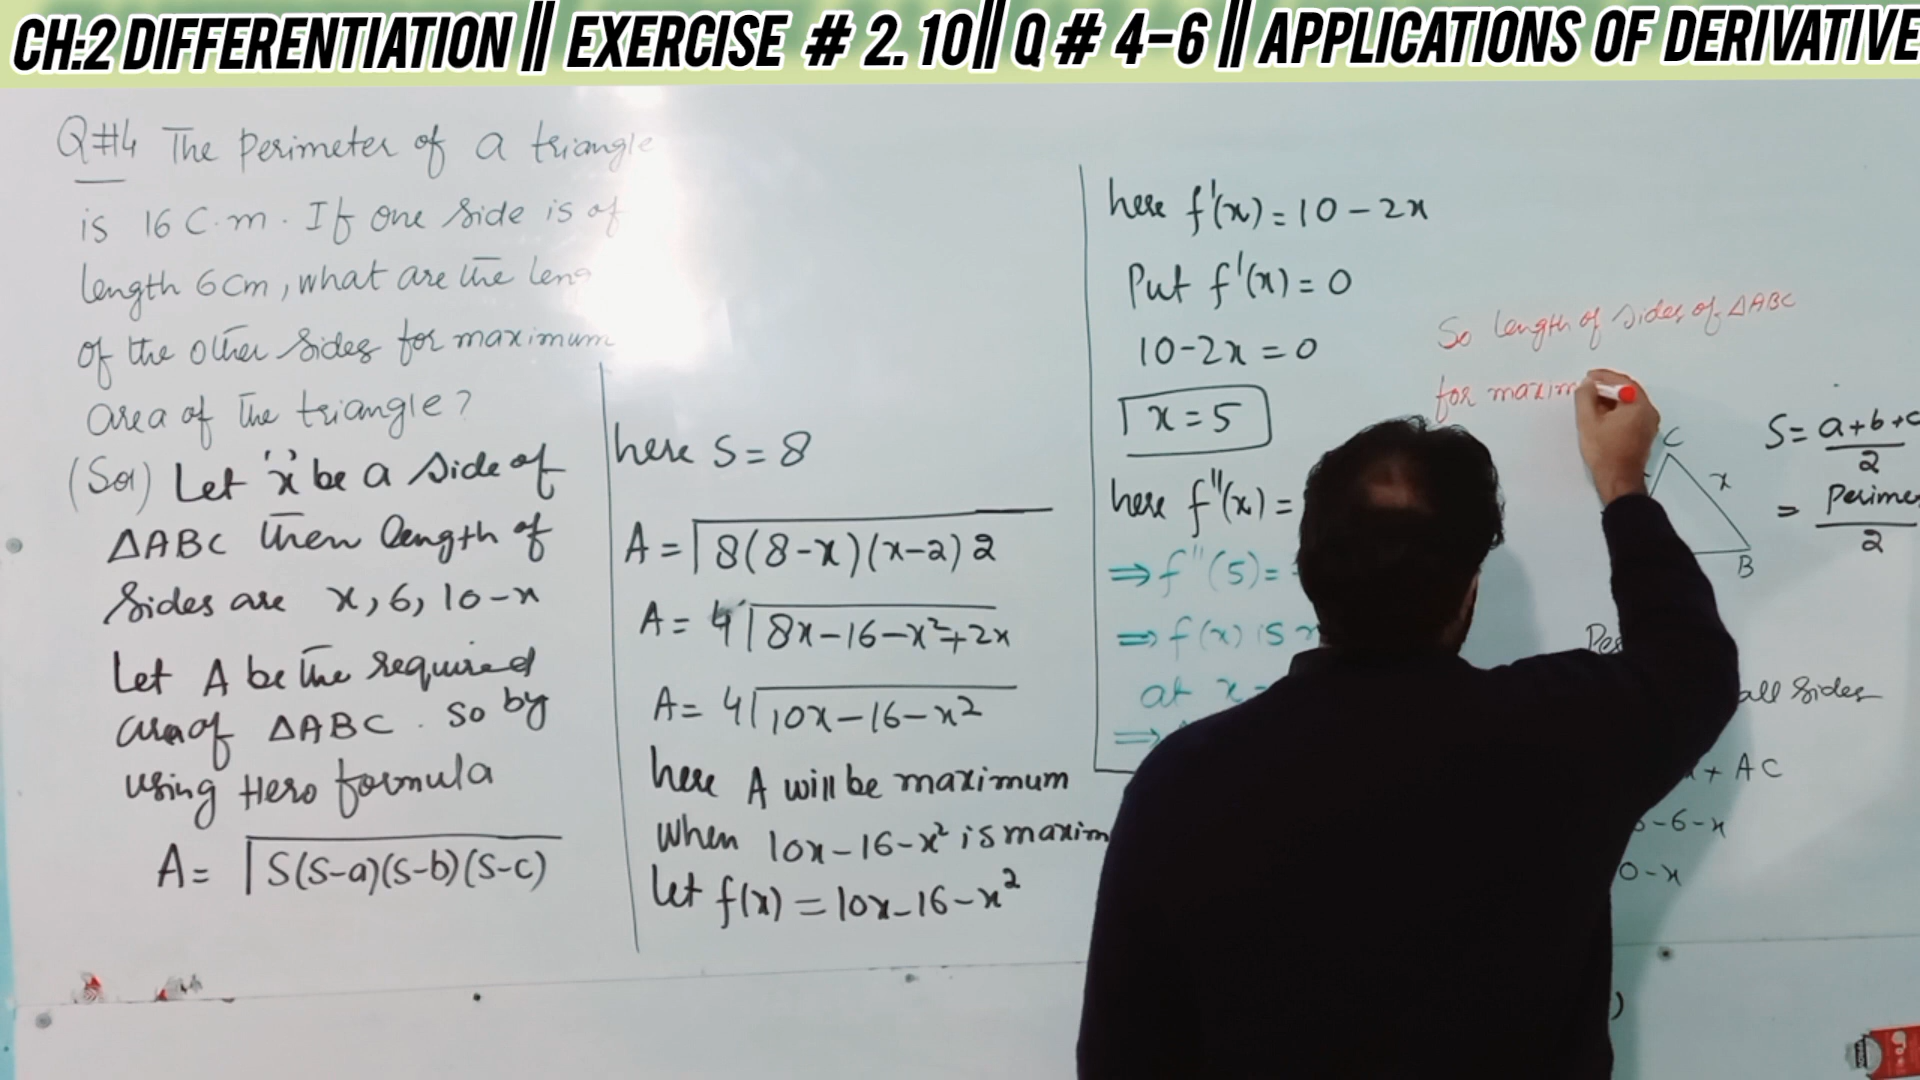 CH:2 DIFFERENTIATION || EXERCISE # 2.10 || Q # 4-6 || APPLICATIONS OF DERIVATIVE
Q#4 The Perimeter of a triangle
is 16 C.m. If one side is of
length 6cm, what are the leng
of the other sides for maximum
area of the triangle?
(Sol) Let 'x' be a side of
∆ABC then length of
sides are x, 6, 10-x
Let A be the required
area of ∆ABC. So by
using Hero formula
A = √S(S-a)(S-b)(S-c)
here S = 8
A = √8(8-x)(x-2)2
A = 4√8x-16-x²+2x
A = 4√10x-16-x²
here A will be maximum
when 10x-16-x² is maxim
let f(x) = 10x-16-x²
here f'(x) = 10-2x
Put f'(x) = 0
10-2x = 0
x = 5
here f''(x) =
⇒ f''(5) =
⇒ f(x) is
at x =
⇒
So length of sides of ∆ABC
for maxim
C
x
B
S = a+b+c
2
= Perime
2
all sides
x + AC
-6-x
0-x
)